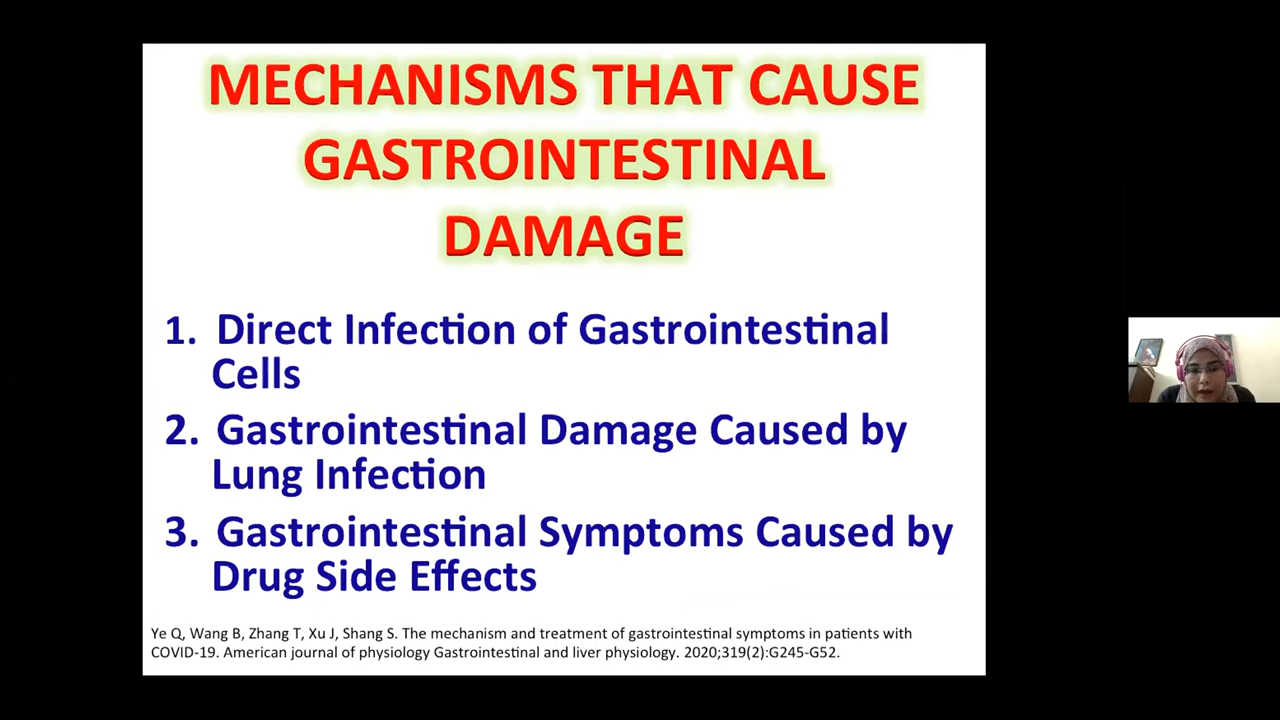 MECHANISMS THAT CAUSE
GASTROINTESTINAL
DAMAGE
1. Direct Infection of Gastrointestinal
Cells
2. Gastrointestinal Damage Caused by
Lung Infection
3. Gastrointestinal Symptoms Caused by
Drug Side Effects
Ye Q, Wang B, Zhang T, Xu J, Shang S. The mechanism and treatment of gastrointestinal symptoms in patients with
COVID-19. American journal of physiology Gastrointestinal and liver physiology. 2020;319(2):G245-G52.